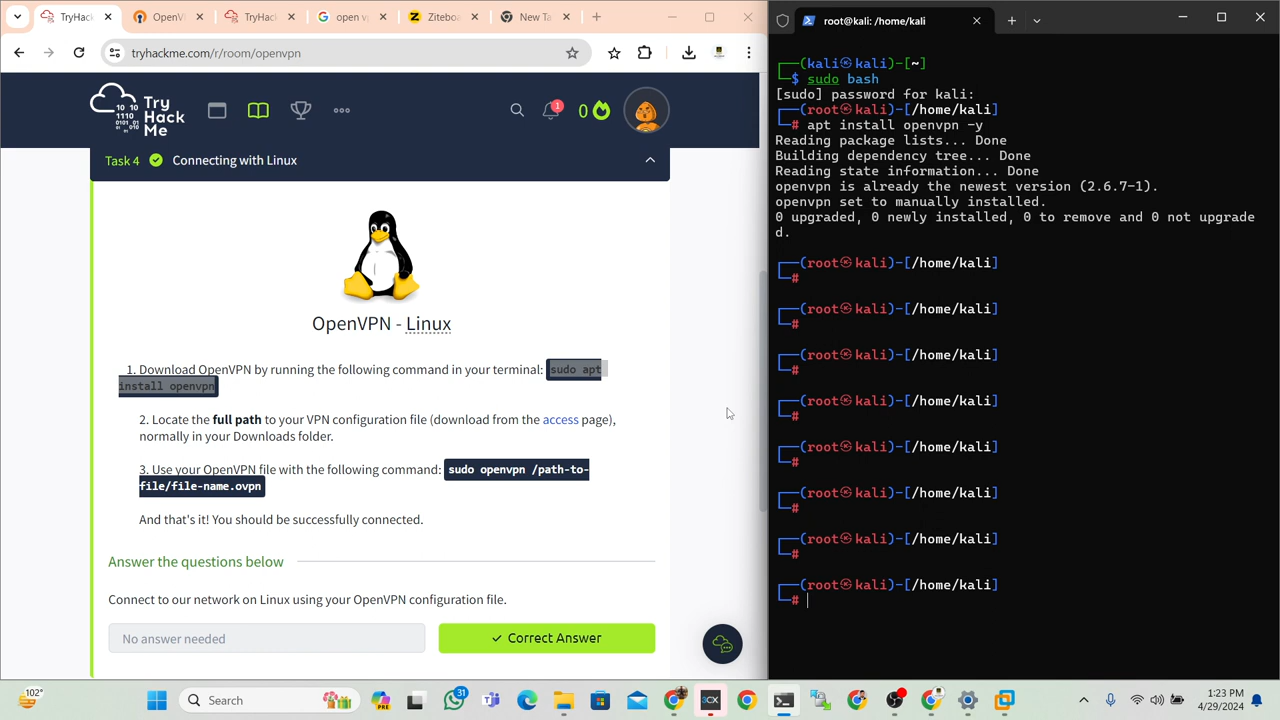 TryHack
OpenV
TryHack
open v
Ziteboa
New Ta
tryhackme.com/r/room/openvpn
10
1110
0101 01
010
Try
Hack
Me
1
0
Task 4
Connecting with Linux
OpenVPN - Linux
1. Download OpenVPN by running the following command in your terminal: sudo apt
install openvpn
2. Locate the full path to your VPN configuration file (download from the access page),
normally in your Downloads folder.
3. Use your OpenVPN file with the following command: sudo openvpn /path-to-
file/file-name.ovpn
And that's it! You should be successfully connected.
Answer the questions below
Connect to our network on Linux using your OpenVPN configuration file.
No answer needed
✓ Correct Answer
root@kali: /home/kali
┌──(kali㉿kali)-[~]
└─$ sudo bash
[sudo] password for kali:
┌──(root㉿kali)-[/home/kali]
└─# apt install openvpn -y
Reading package lists... Done
Building dependency tree... Done
Reading state information... Done
openvpn is already the newest version (2.6.7-1).
openvpn set to manually installed.
0 upgraded, 0 newly installed, 0 to remove and 0 not upgrade
d.
┌──(root㉿kali)-[/home/kali]
└─#
┌──(root㉿kali)-[/home/kali]
└─#
┌──(root㉿kali)-[/home/kali]
└─#
┌──(root㉿kali)-[/home/kali]
└─#
┌──(root㉿kali)-[/home/kali]
└─#
┌──(root㉿kali)-[/home/kali]
└─#
┌──(root㉿kali)-[/home/kali]
└─#
┌──(root㉿kali)-[/home/kali]
└─#
102°
Search
PRE
31
3CX
1:23 PM
4/29/2024